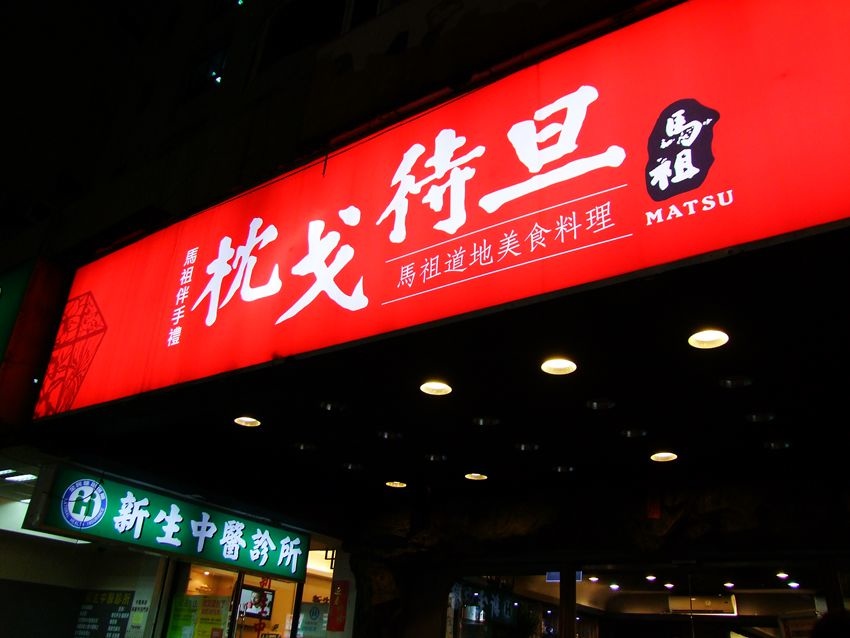 馬祖伴手禮
枕戈待旦
馬祖道地美食料理
馬祖
MATSU
新生中醫診所